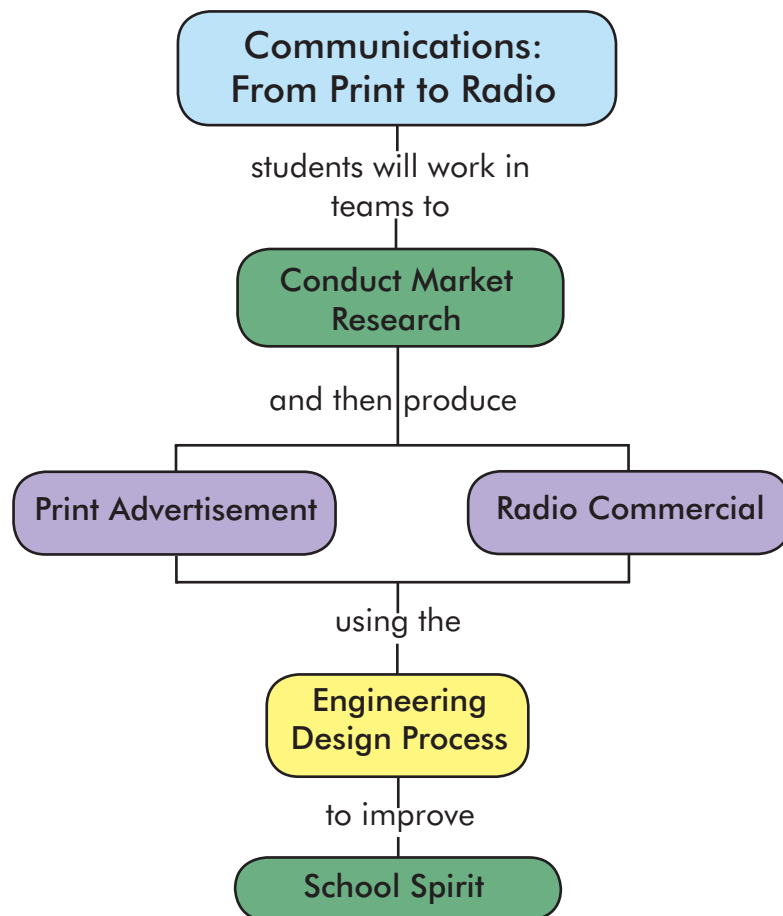 Communications:
From Print to Radio
students will work in
teams to
Conduct Market
Research
and then produce
Print Advertisement
Radio Commercial
using the
Engineering
Design Process
to improve
School Spirit